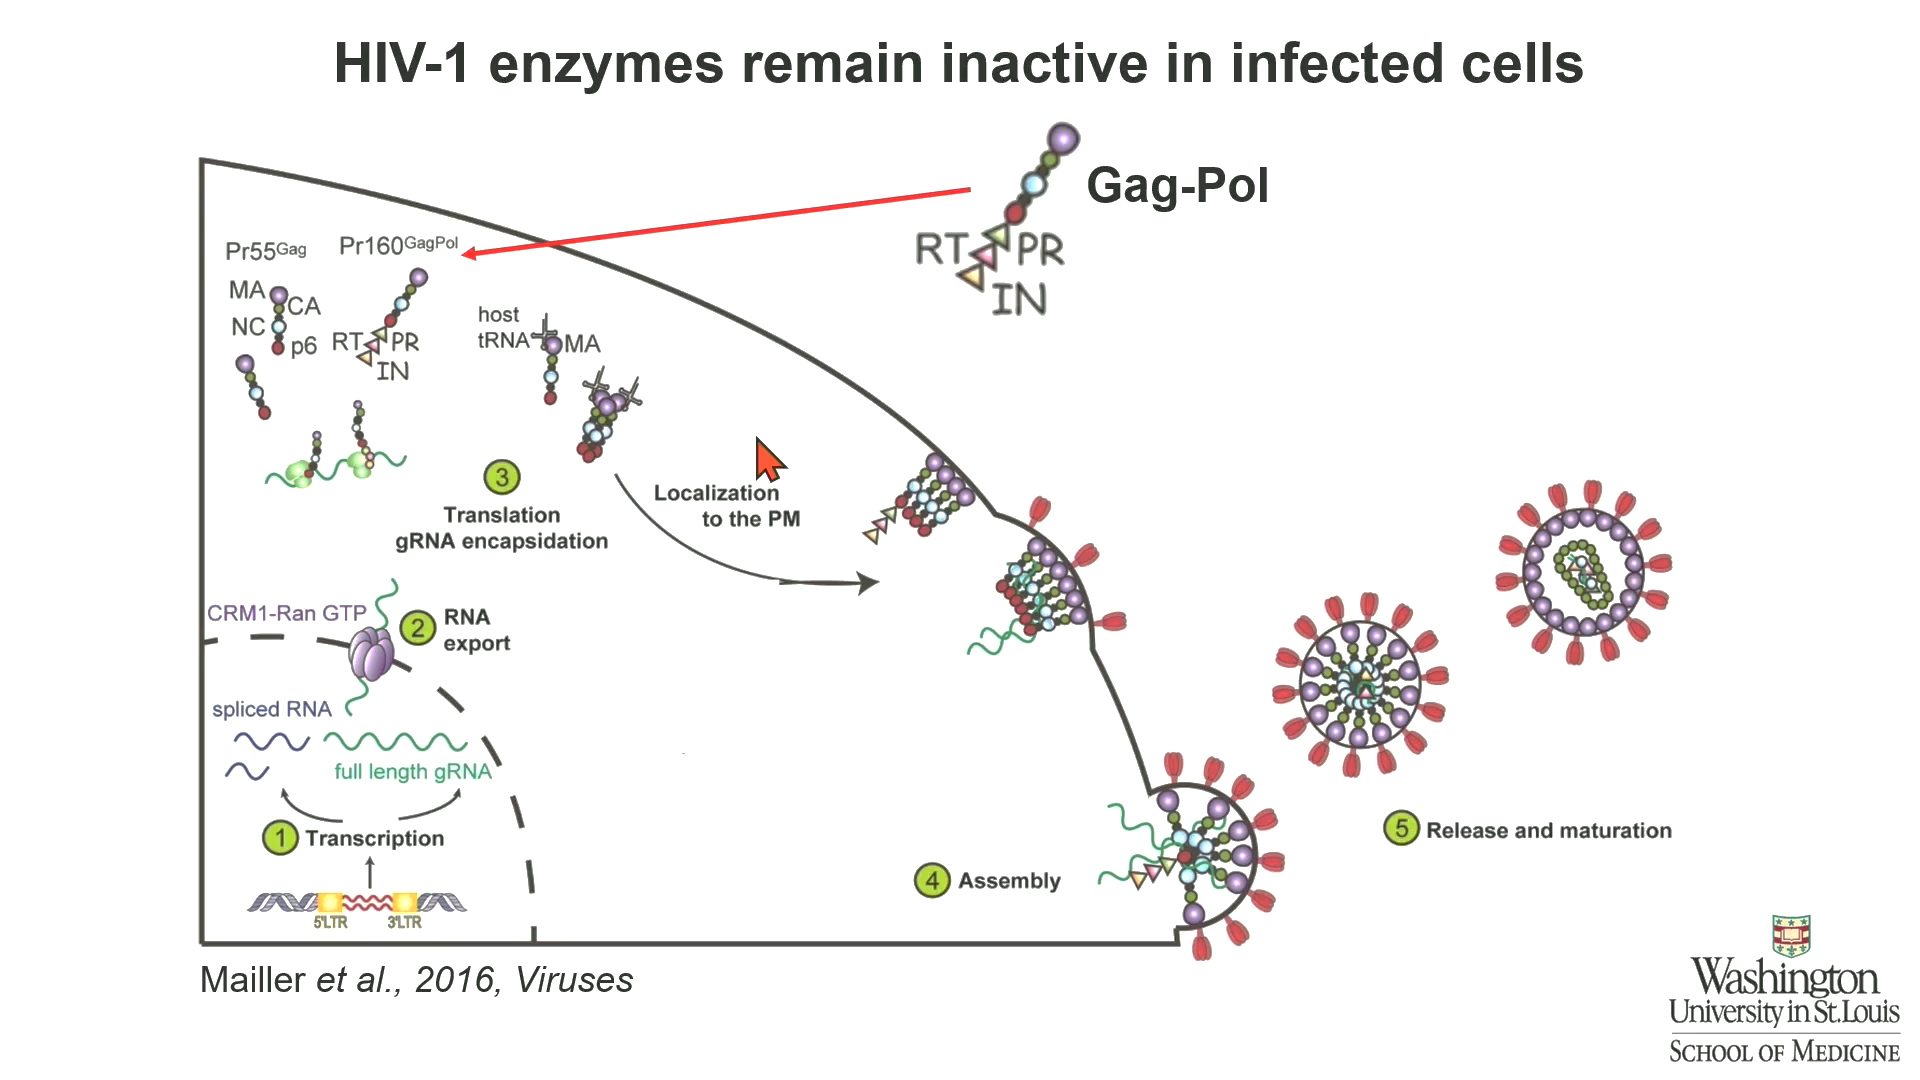 HIV-1 enzymes remain inactive in infected cells
Gag-Pol
RT PR
IN
Pr55Gag
Pr160GagPol
MA
CA
NC
p6
RT PR
IN
host
tRNA
MA
3
Translation
gRNA encapsidation
Localization
to the PM
CRM1-Ran GTP
2
RNA
export
spliced RNA
full length gRNA
1 Transcription
5'LTR
3'LTR
4 Assembly
5 Release and maturation
Mailler et al., 2016, Viruses
Washington
University in St. Louis
SCHOOL OF MEDICINE